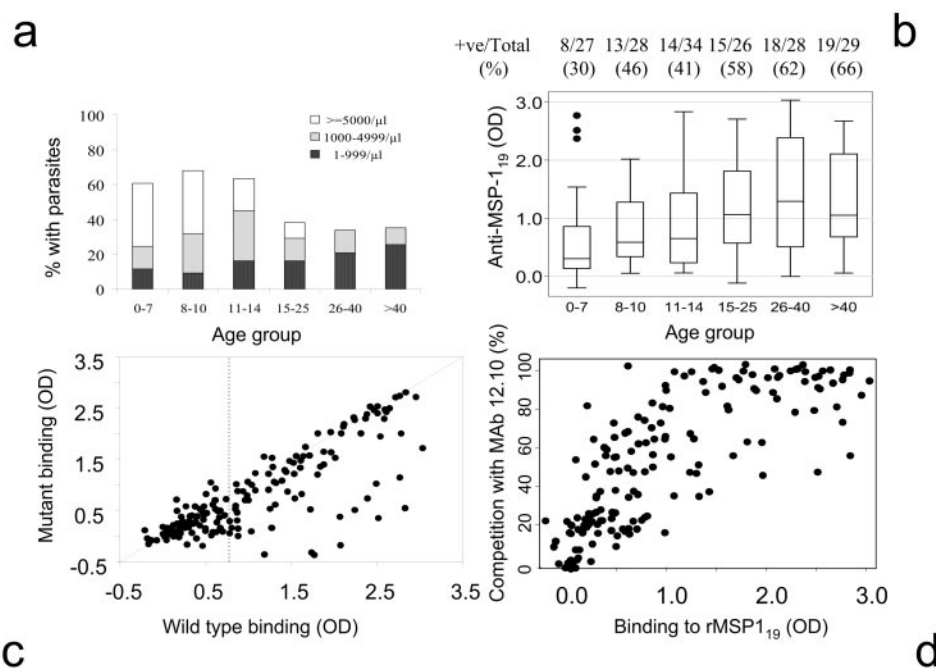 a
b
+ve/Total 8/27 13/28 14/34 15/26 18/28 19/29
(%) (30) (46) (41) (58) (62) (66)
100
80
60
40
20
0
% with parasites
>=5000/µl
1000-4999/µl
1-999/µl
0-7 8-10 11-14 15-25 26-40 >40
Age group
3.0
2.0
1.0
0.0
Anti-MSP-1₁₉ (OD)
0-7 8-10 11-14 15-25 26-40 >40
Age group
3.5
2.5
1.5
0.5
-0.5
Mutant binding (OD)
-0.5 0.5 1.5 2.5 3.5
Wild type binding (OD)
100
80
60
40
20
0
Competition with MAb 12.10 (%)
0.0 1.0 2.0 3.0
Binding to rMSP1₁₉ (OD)
c
d